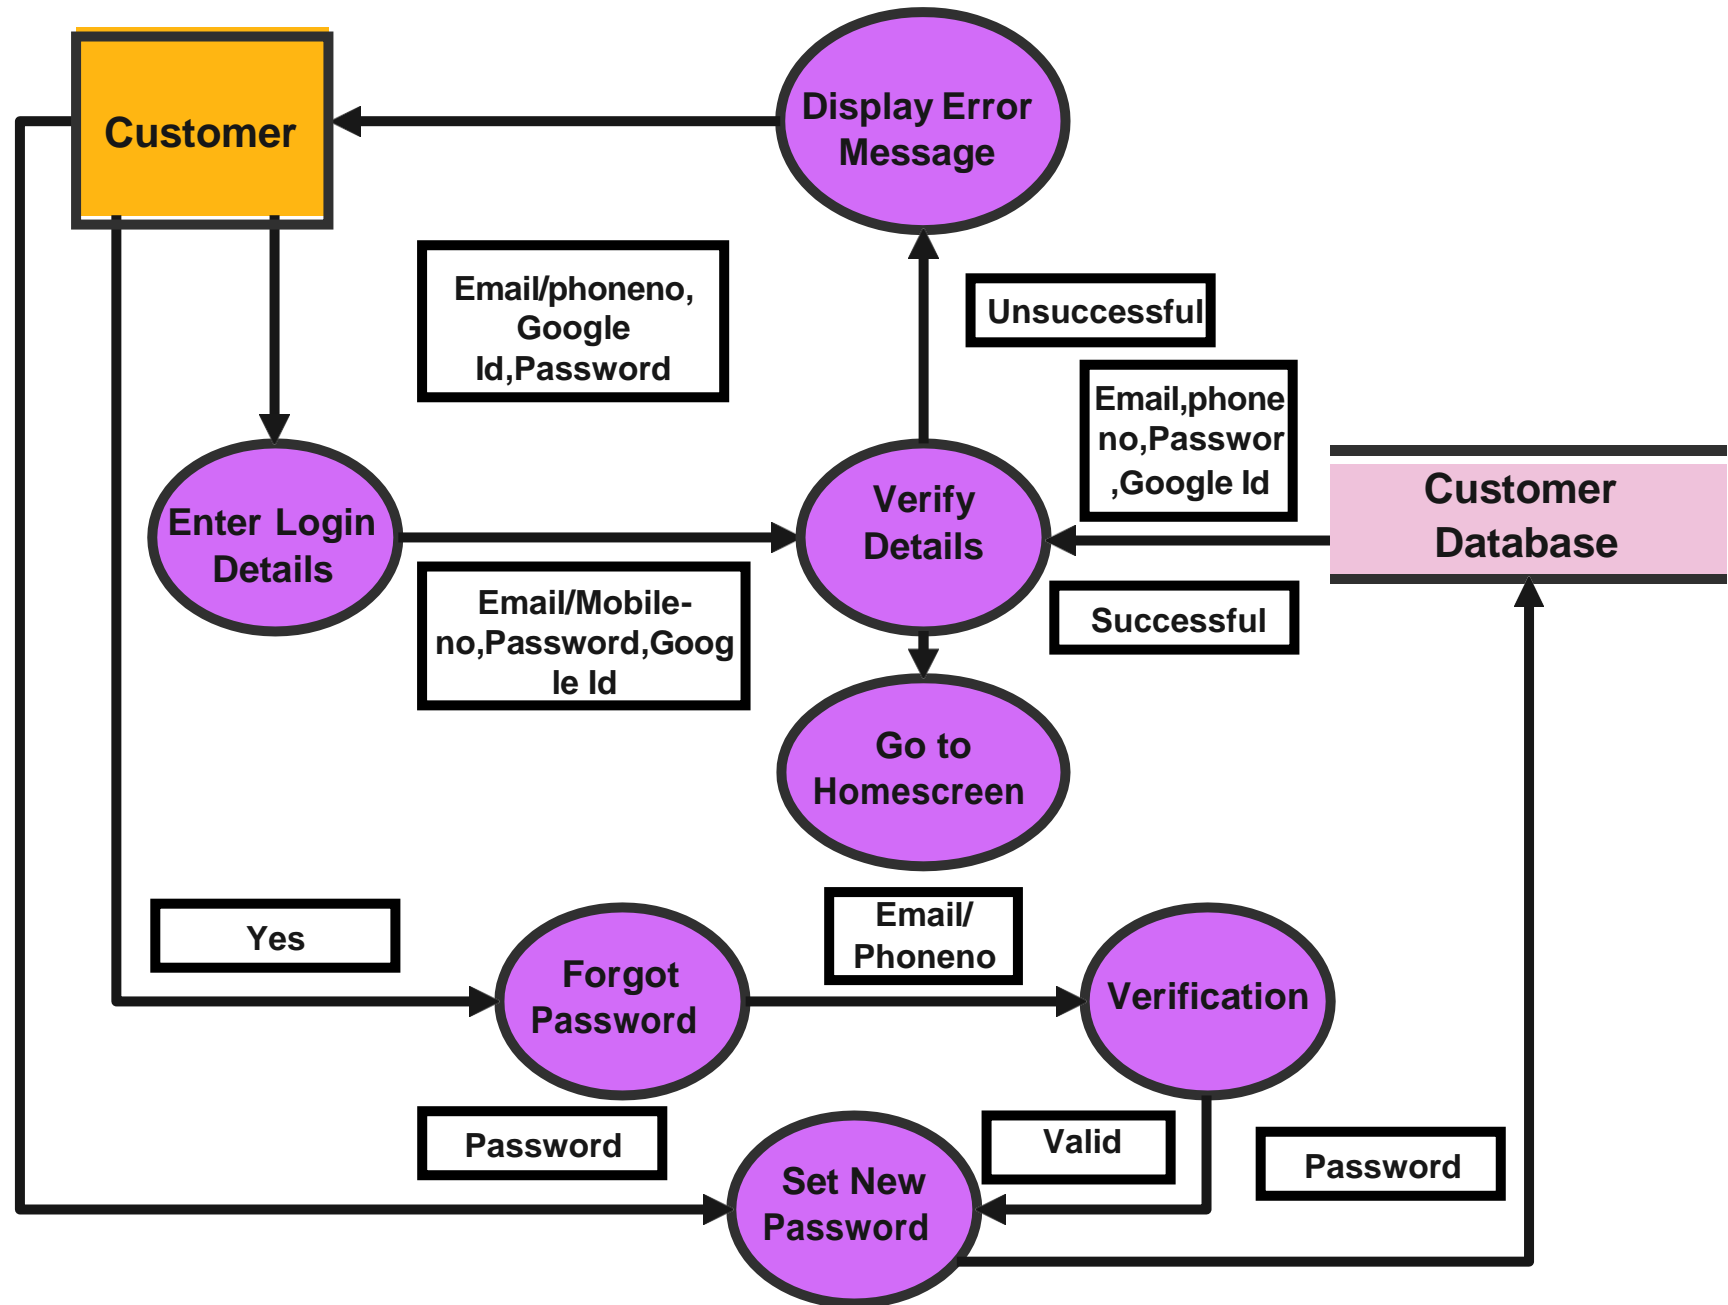 Display Error
Message
Customer
Email/phoneno,
Google
Id,Password
Unsuccessful
Email,phone
no,Passwor
,Google Id
Customer
Database
Verify
Details
Enter Login
Details
Email/Mobile-
no,Password,Goog
le Id
Successful
Go to
Homescreen
Yes
Email/
Phoneno
Forgot
Password
Verification
Password
Valid
Password
Set New
Password